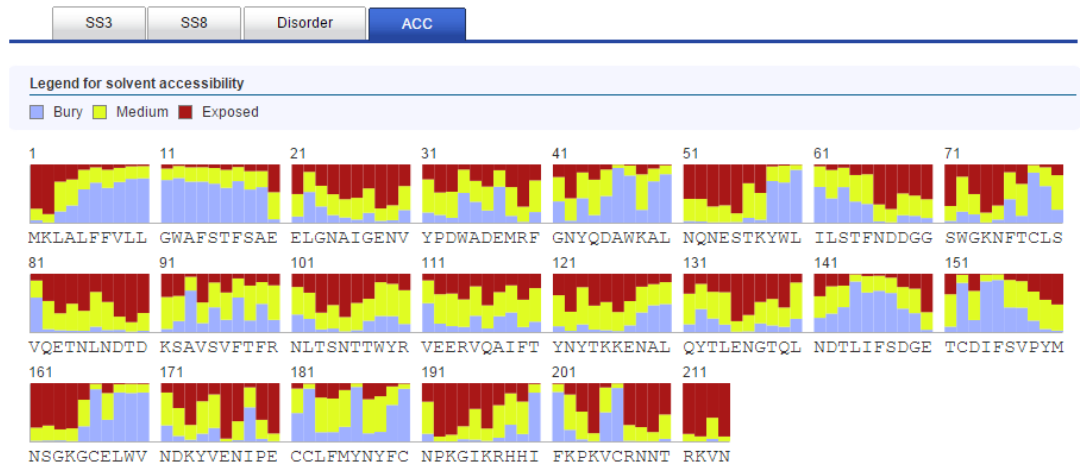 SS3 SS8 Disorder ACC
Legend for solvent accessibility
Bury Medium Exposed
1 11 21 31 41 51 61 71
MKLALFFVLL GWAFSTFSAE ELGNAIGENV YPDWADEMRF GNYQDAWKAL NQNESTKYWL ILSTFNDDGG SWGKNFTCLS
81 91 101 111 121 131 141 151
VQETNLNDTD KSAVSVFTFR NLTSNTTWYR VEERVQAIFT YNYTKKENAL QYTLENGTQL NDTLIFSDGE TCDIFSVPYM
161 171 181 191 201 211
NSGKGCELWV NDKYVENIPE CCLFMYNYFC NPKGIKRHHI FKPKVCRNNT RKVN